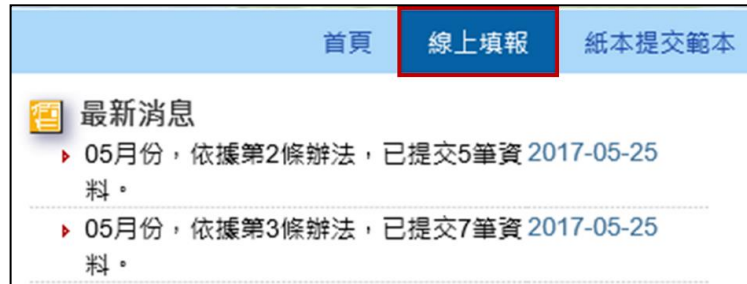 首頁 線上填報 紙本提交範本
最新消息
05月份，依據第2條辦法，已提交5筆資 2017-05-25
料。
05月份，依據第3條辦法，已提交7筆資 2017-05-25
料。